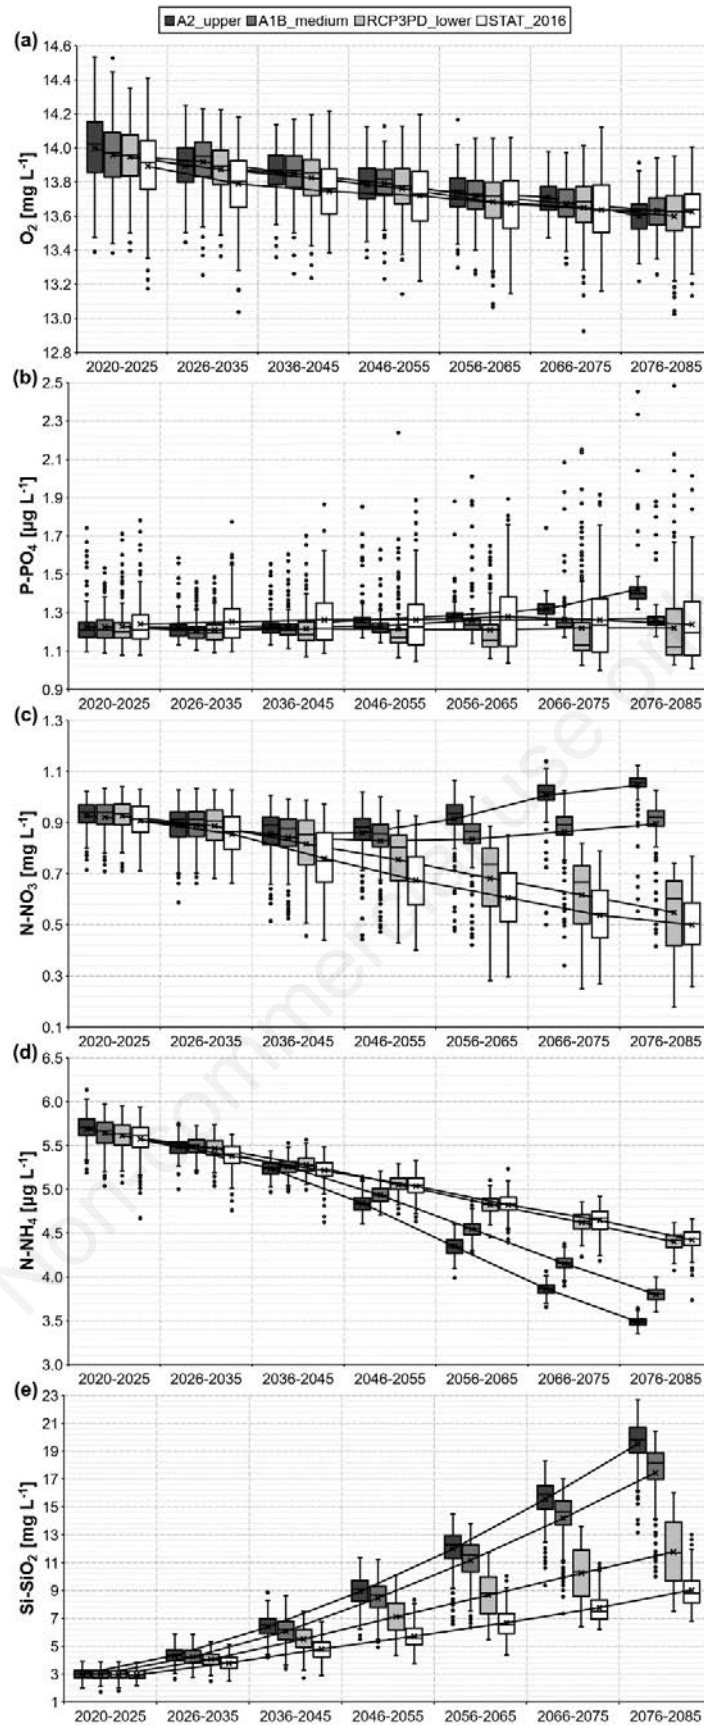 A2_upper A1B_medium RCP3PD_lower STAT_2016
(a)
O2 [mg L-1]
14.6
14.4
14.2
14.0
13.8
13.6
13.4
13.2
13.0
12.8
2020-2025 2026-2035 2036-2045 2046-2055 2056-2065 2066-2075 2076-2085
(b)
P-PO4 [µg L-1]
2.5
2.3
2.1
1.9
1.7
1.5
1.3
1.1
0.9
2020-2025 2026-2035 2036-2045 2046-2055 2056-2065 2066-2075 2076-2085
(c)
N-NO3 [mg L-1]
1.3
1.1
0.9
0.7
0.5
0.3
0.1
2020-2025 2026-2035 2036-2045 2046-2055 2056-2065 2066-2075 2076-2085
(d)
N-NH4 [µg L-1]
6.5
6.0
5.5
5.0
4.5
4.0
3.5
3.0
2020-2025 2026-2035 2036-2045 2046-2055 2056-2065 2066-2075 2076-2085
(e)
Si-SiO2 [mg L-1]
23
21
19
17
15
13
11
9
7
5
3
1
2020-2025 2026-2035 2036-2045 2046-2055 2056-2065 2066-2075 2076-2085
Non-commercial use on